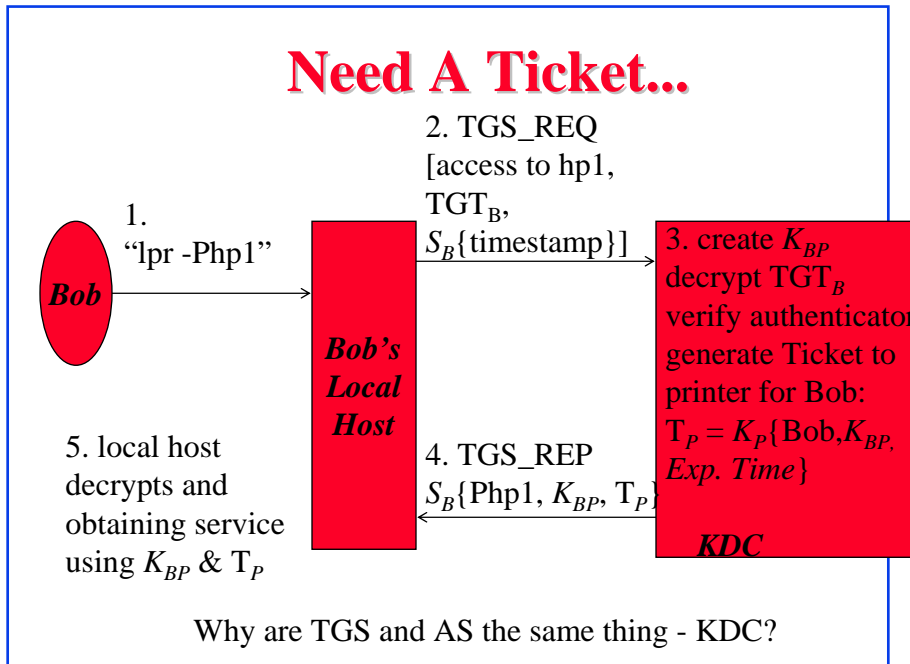 Need A Ticket...
1.
“lpr -Php1”
2. TGS_REQ
[access to hp1,
TGT_B,
S_B{timestamp}]
Bob
Bob’s
Local
Host
3. create K_BP
decrypt TGT_B
verify authenticator
generate Ticket to
printer for Bob:
T_P = K_P{Bob,K_BP,
Exp. Time}
KDC
4. TGS_REP
S_B{Php1, K_BP, T_P}
5. local host
decrypts and
obtaining service
using K_BP & T_P
Why are TGS and AS the same thing - KDC?